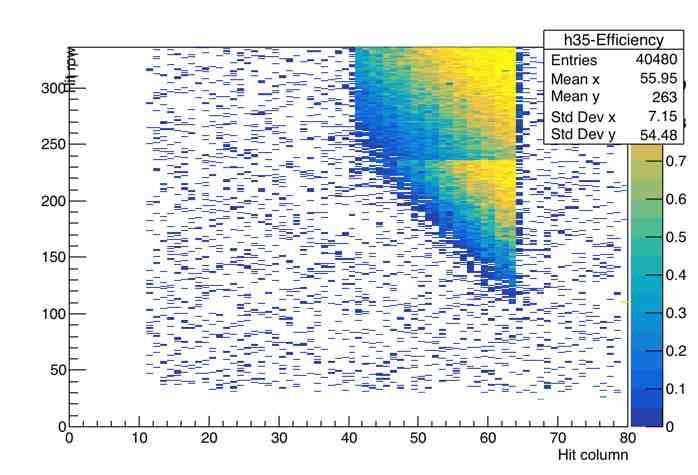 h35-Efficiency
Entries 40480
Mean x 55.95
Mean y 263
Std Dev x 7.15
Std Dev y 54.48
300
250
200
150
100
50
0
0 10 20 30 40 50 60 70 80
Hit column
0.7
0.6
0.5
0.4
0.3
0.2
0.1
0